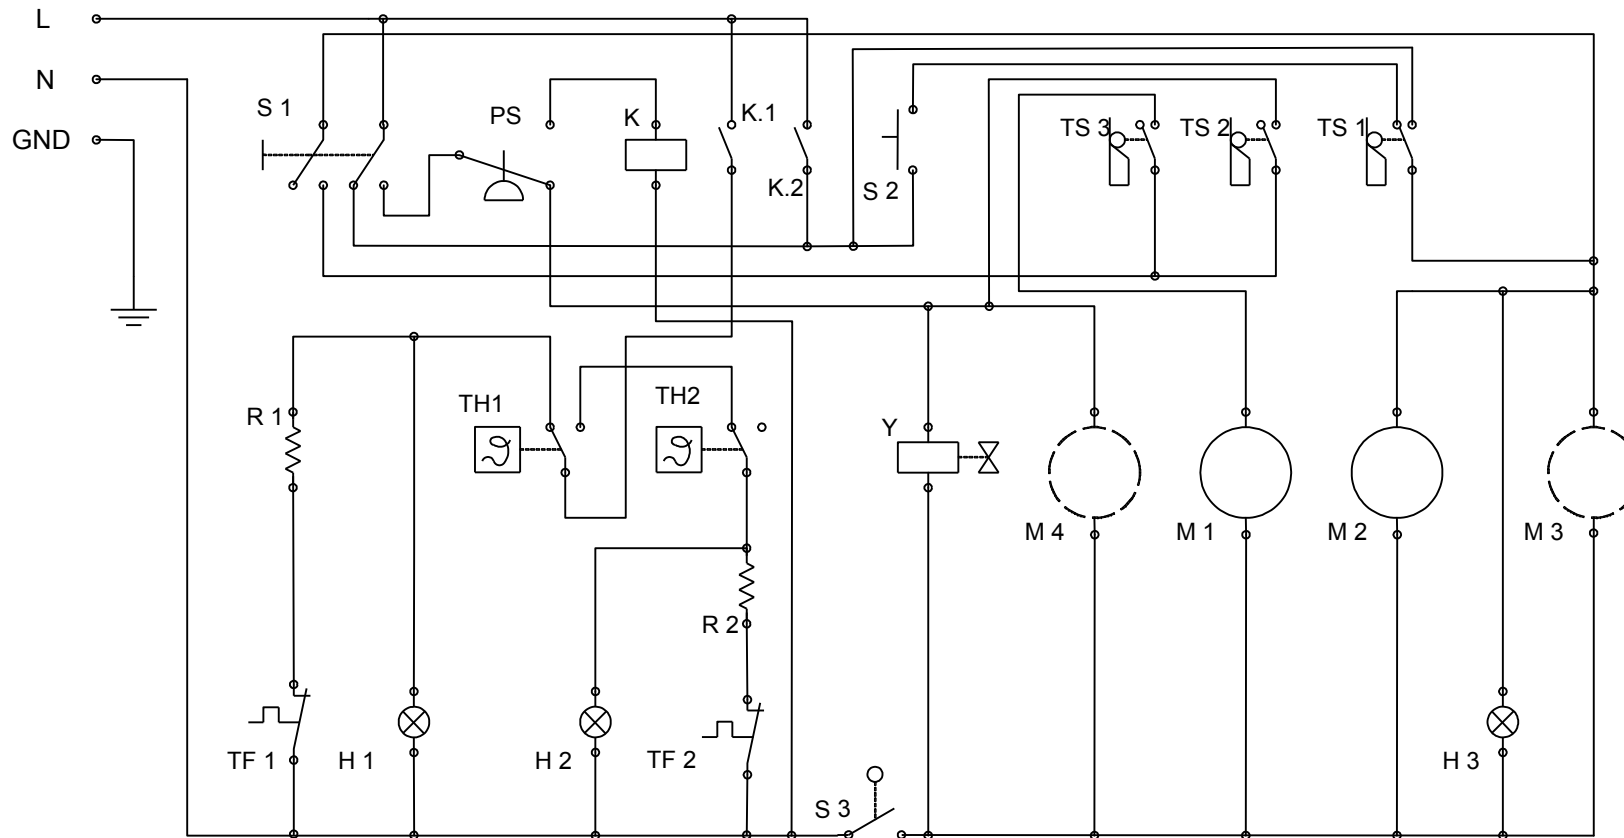 L
N
GND
S 1
PS
K
K.1
K.2
S 2
TS 3
TS 2
TS 1
R 1
TH1
TH2
Y
M 4
M 1
M 2
M 3
R 2
TF 1
H 1
H 2
TF 2
S 3
H 3